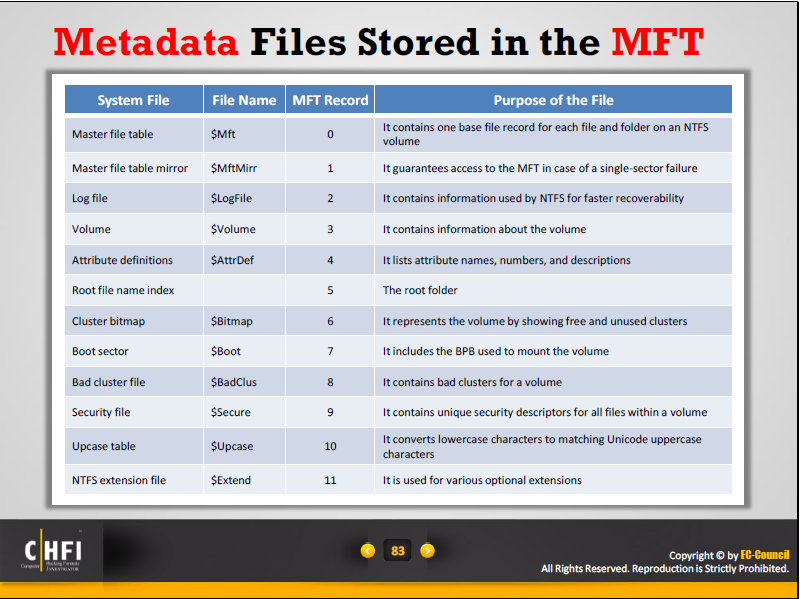 Metadata Files Stored in the MFT
System File File Name MFT Record Purpose of the File
Master file table $Mft 0 It contains one base file record for each file and folder on an NTFS
volume
Master file table mirror $MftMirr 1 It guarantees access to the MFT in case of a single-sector failure
Log file $LogFile 2 It contains information used by NTFS for faster recoverability
Volume $Volume 3 It contains information about the volume
Attribute definitions $AttrDef 4 It lists attribute names, numbers, and descriptions
Root file name index 5 The root folder
Cluster bitmap $Bitmap 6 It represents the volume by showing free and unused clusters
Boot sector $Boot 7 It includes the BPB used to mount the volume
Bad cluster file $BadClus 8 It contains bad clusters for a volume
Security file $Secure 9 It contains unique security descriptors for all files within a volume
Upcase table $Upcase 10 It converts lowercase characters to matching Unicode uppercase
characters
NTFS extension file $Extend 11 It is used for various optional extensions
CHFI
Computer Hacking Forensic
INVESTIGATOR
83
Copyright © by EC-Council
All Rights Reserved. Reproduction is Strictly Prohibited.